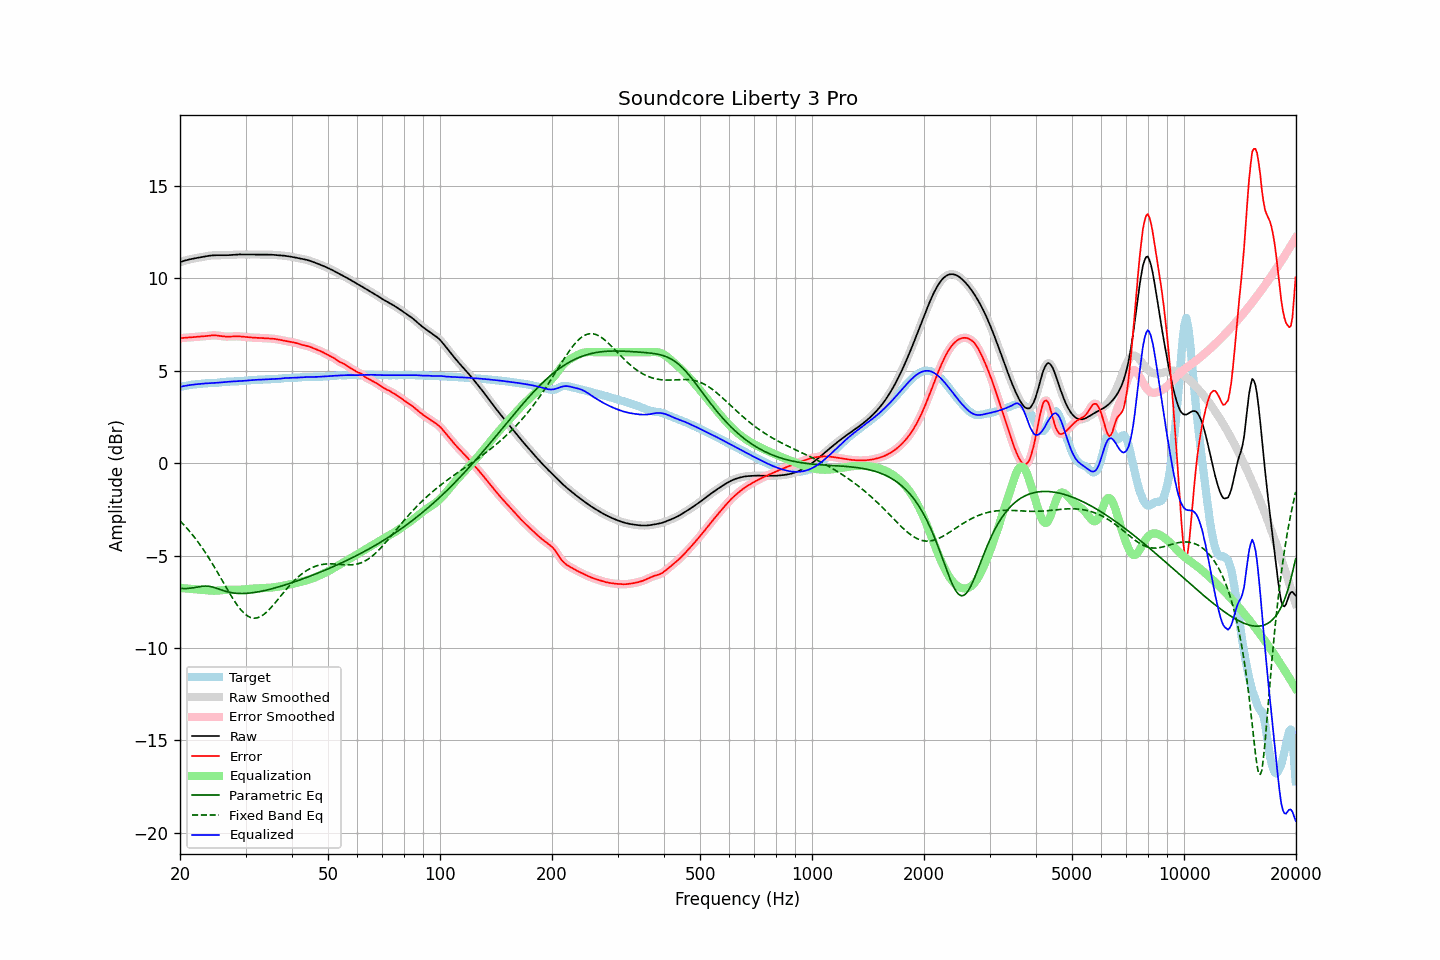 Soundcore Liberty 3 Pro
Amplitude (dBr)
15
10
5
0
−5
−10
−15
−20
Target
Raw Smoothed
Error Smoothed
Raw
Error
Equalization
Parametric Eq
Fixed Band Eq
Equalized
20 50 100 200 500 1000 2000 5000 10000 20000
Frequency (Hz)